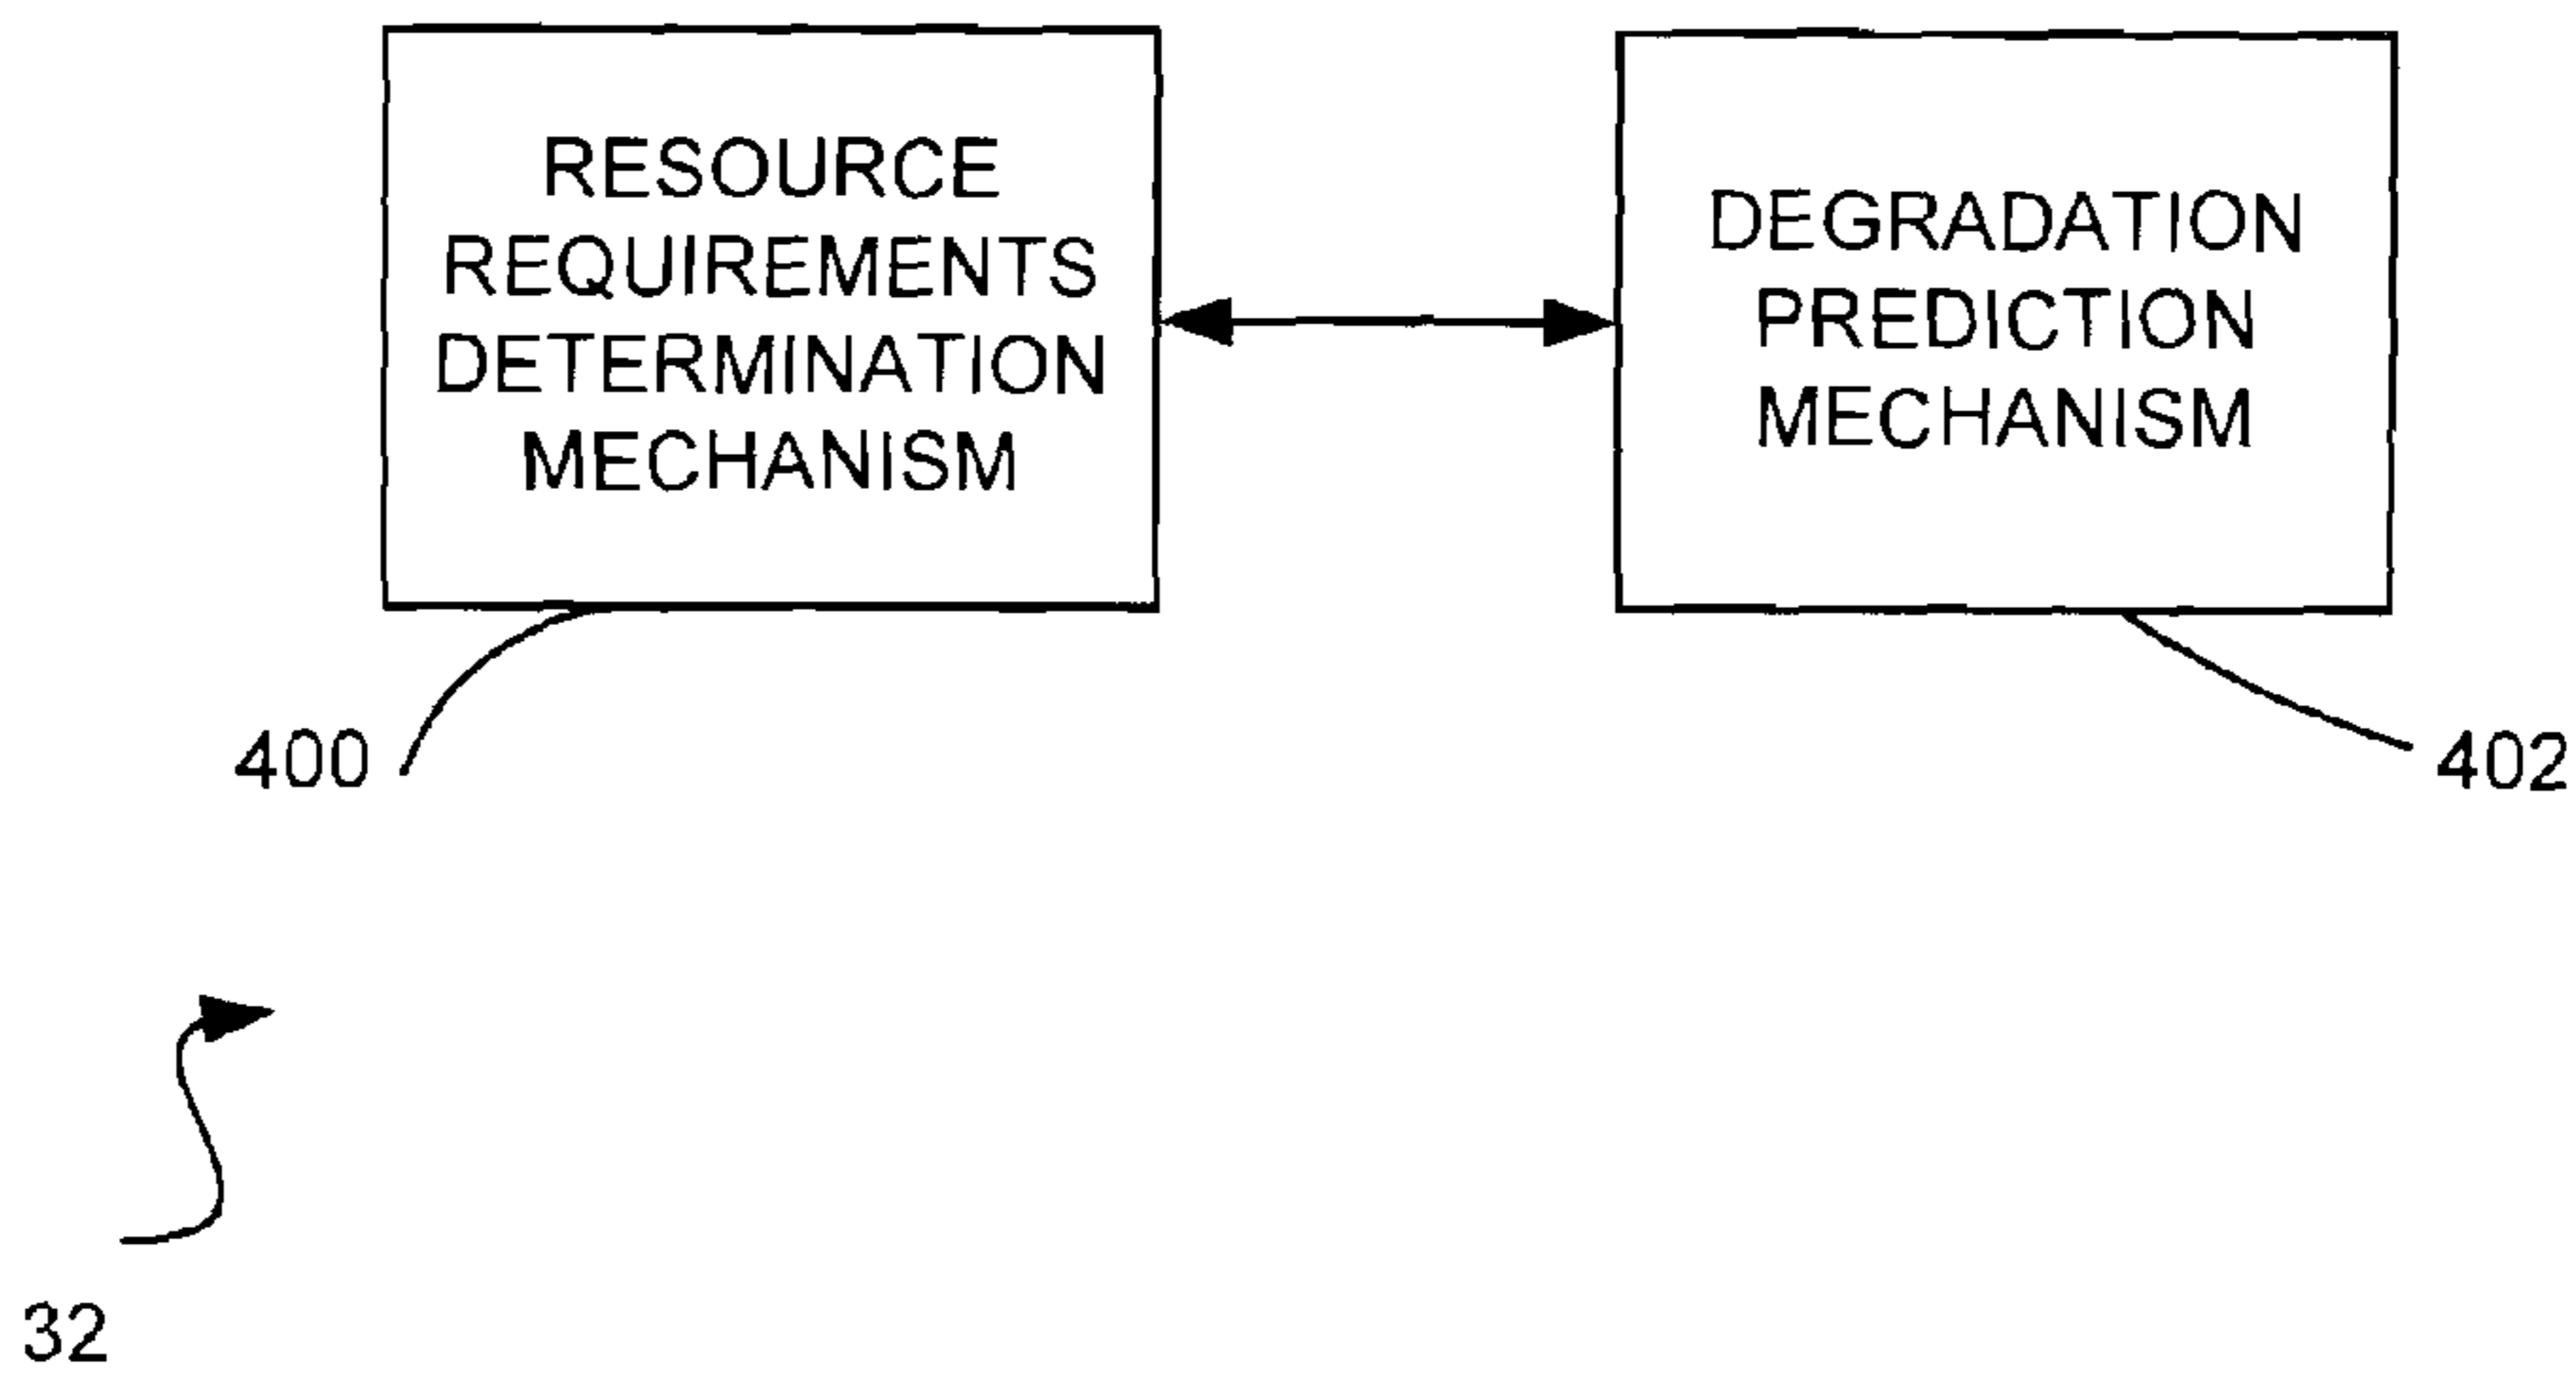 RESOURCE
REQUIREMENTS
DETERMINATION
MECHANISM
DEGRADATION
PREDICTION
MECHANISM
400
402
32